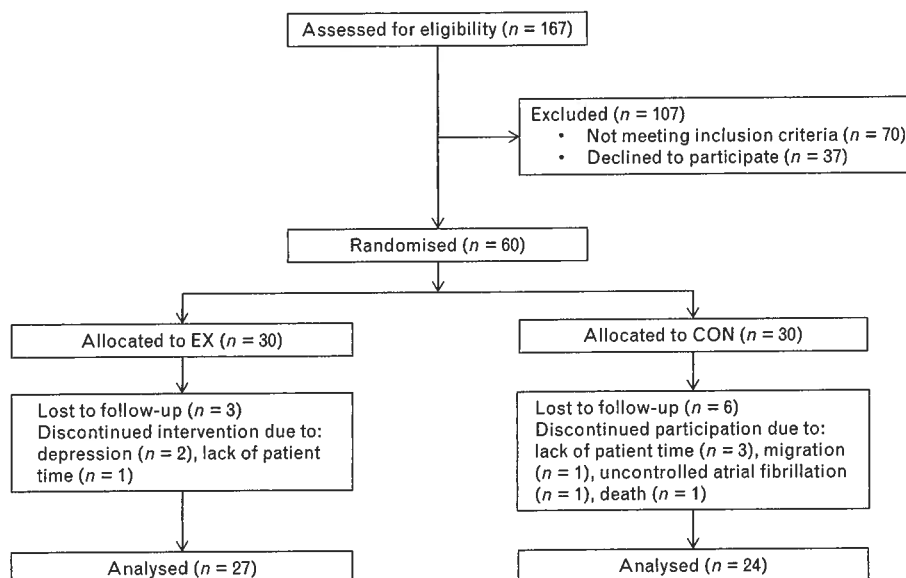 Assessed for eligibility (n = 167)
Excluded (n = 107)
• Not meeting inclusion criteria (n = 70)
• Declined to participate (n = 37)
Randomised (n = 60)
Allocated to EX (n = 30)
Allocated to CON (n = 30)
Lost to follow-up (n = 3)
Discontinued intervention due to:
depression (n = 2), lack of patient
time (n = 1)
Lost to follow-up (n = 6)
Discontinued participation due to:
lack of patient time (n = 3), migration
(n = 1), uncontrolled atrial fibrillation
(n = 1), death (n = 1)
Analysed (n = 27)
Analysed (n = 24)